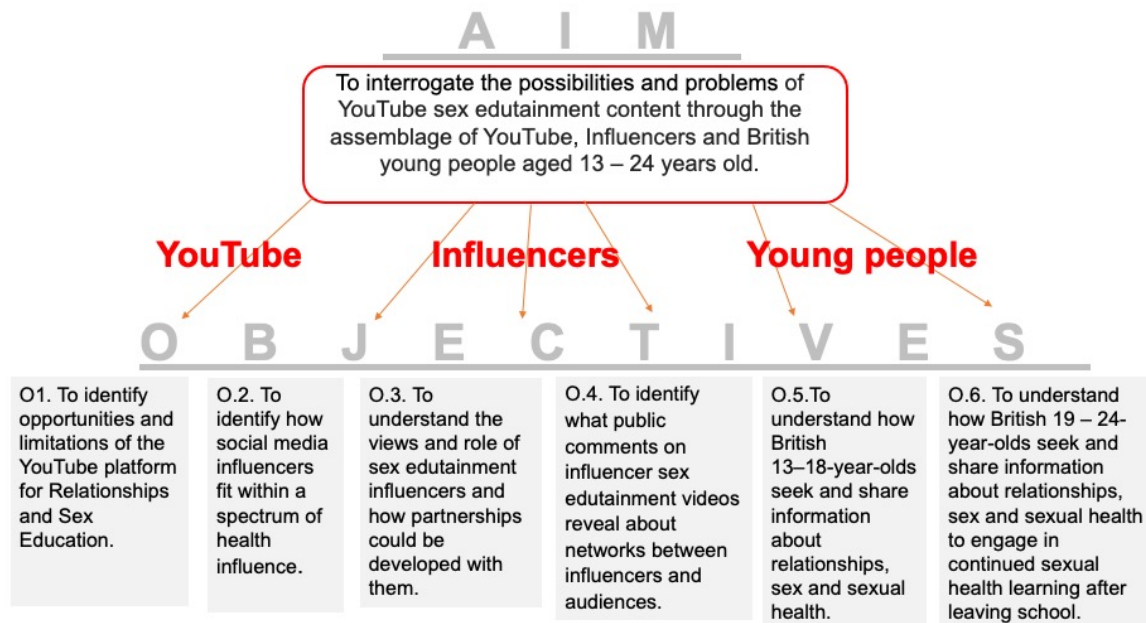 A I M
To interrogate the possibilities and problems of
YouTube sex edutainment content through the
assemblage of YouTube, Influencers and British
young people aged 13 – 24 years old.
YouTube
Influencers
Young people
O B J E C T I V E S
O1. To identify
opportunities and
limitations of the
YouTube platform
for Relationships
and Sex
Education.
O.2. To
identify how
social media
influencers
fit within a
spectrum of
health
influence.
O.3. To
understand the
views and role of
sex edutainment
influencers and
how partnerships
could be
developed with
them.
O.4. To identify
what public
comments on
influencer sex
edutainment videos
reveal about
networks between
influencers and
audiences.
O.5.To
understand how
British
13–18-year-olds
seek and share
information
about
relationships,
sex and sexual
health.
O.6. To understand
how British 19 – 24-
year-olds seek and
share information
about relationships,
sex and sexual health
to engage in
continued sexual
health learning after
leaving school.